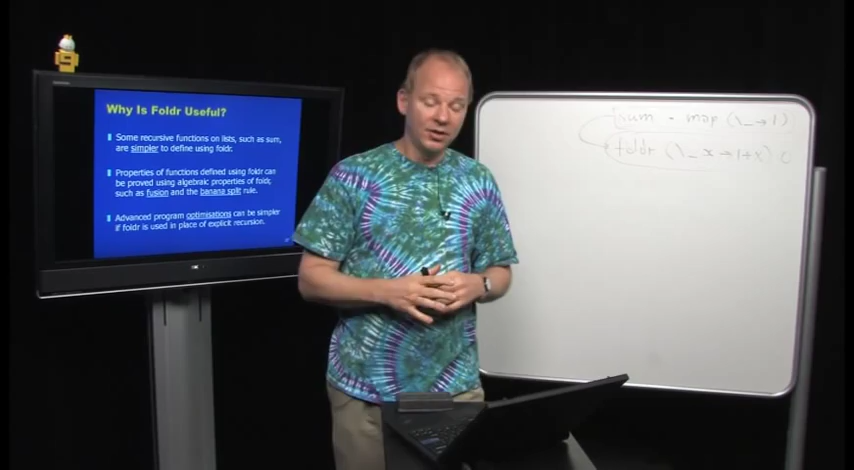 Why Is Foldr Useful?
Some recursive functions on lists, such as sum,
are simpler to define using foldr.
Properties of functions defined using foldr can
be proved using algebraic properties of foldr,
such as fusion and the banana split rule.
Advanced program optimisations can be simpler
if foldr is used in place of explicit recursion.
sum . map (\_→1)
foldr (\_ x→1+x) 0